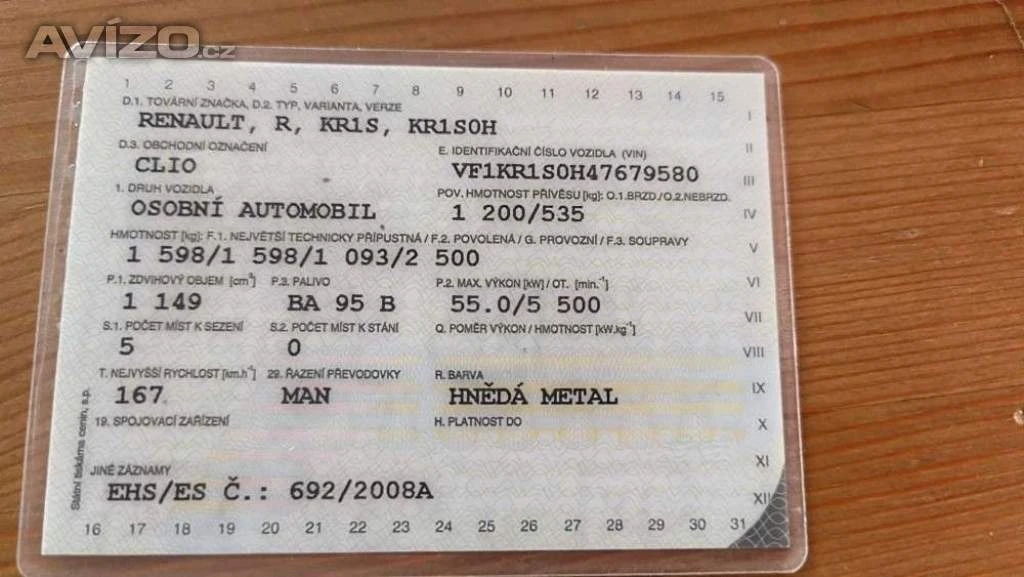 AVÍZO.cz
1 2 3 4 5 6 7 8 9 10 11 12 13 14 15
D.1. TOVÁRNÍ ZNAČKA, D.2. TYP, VARIANTA, VERZE I
RENAULT, R, KR1S, KR1S0H
D.3. OBCHODNÍ OZNAČENÍ E. IDENTIFIKAČNÍ ČÍSLO VOZIDLA (VIN) II
CLIO VF1KR1S0H47679580 III
1. DRUH VOZIDLA POV. HMOTNOST PŘÍVĚSU [kg]: O.1.BRZD./O.2.NEBRZD.
OSOBNÍ AUTOMOBIL 1 200/535 IV
HMOTNOST [kg]: F.1. NEJVĚTŠÍ TECHNICKY PŘÍPUSTNÁ / F.2. POVOLENÁ / G. PROVOZNÍ / F.3. SOUPRAVY V
1 598/1 598/1 093/2 500
P.1. ZDVIHOVÝ OBJEM [cm³] P.3. PALIVO P.2. MAX. VÝKON [kW] / OT. [min.⁻¹] VI
1 149 BA 95 B 55.0/5 500
S.1. POČET MÍST K SEZENÍ S.2. POČET MÍST K STÁNÍ Q. POMĚR VÝKON / HMOTNOST [kW.kg⁻¹] VII
5 0 VIII
T. NEJVYŠŠÍ RYCHLOST [km.h⁻¹] 29. ŘAZENÍ PŘEVODOVKY R. BARVA IX
167 MAN HNĚDÁ METAL
19. SPOJOVACÍ ZAŘÍZENÍ H. PLATNOST DO X
JINÉ ZÁZNAMY XI
EHS/ES Č.: 692/2008A XII
16 17 18 19 20 21 22 23 24 25 26 27 28 29 30 31
Státní tiskárna cenin, s.p.